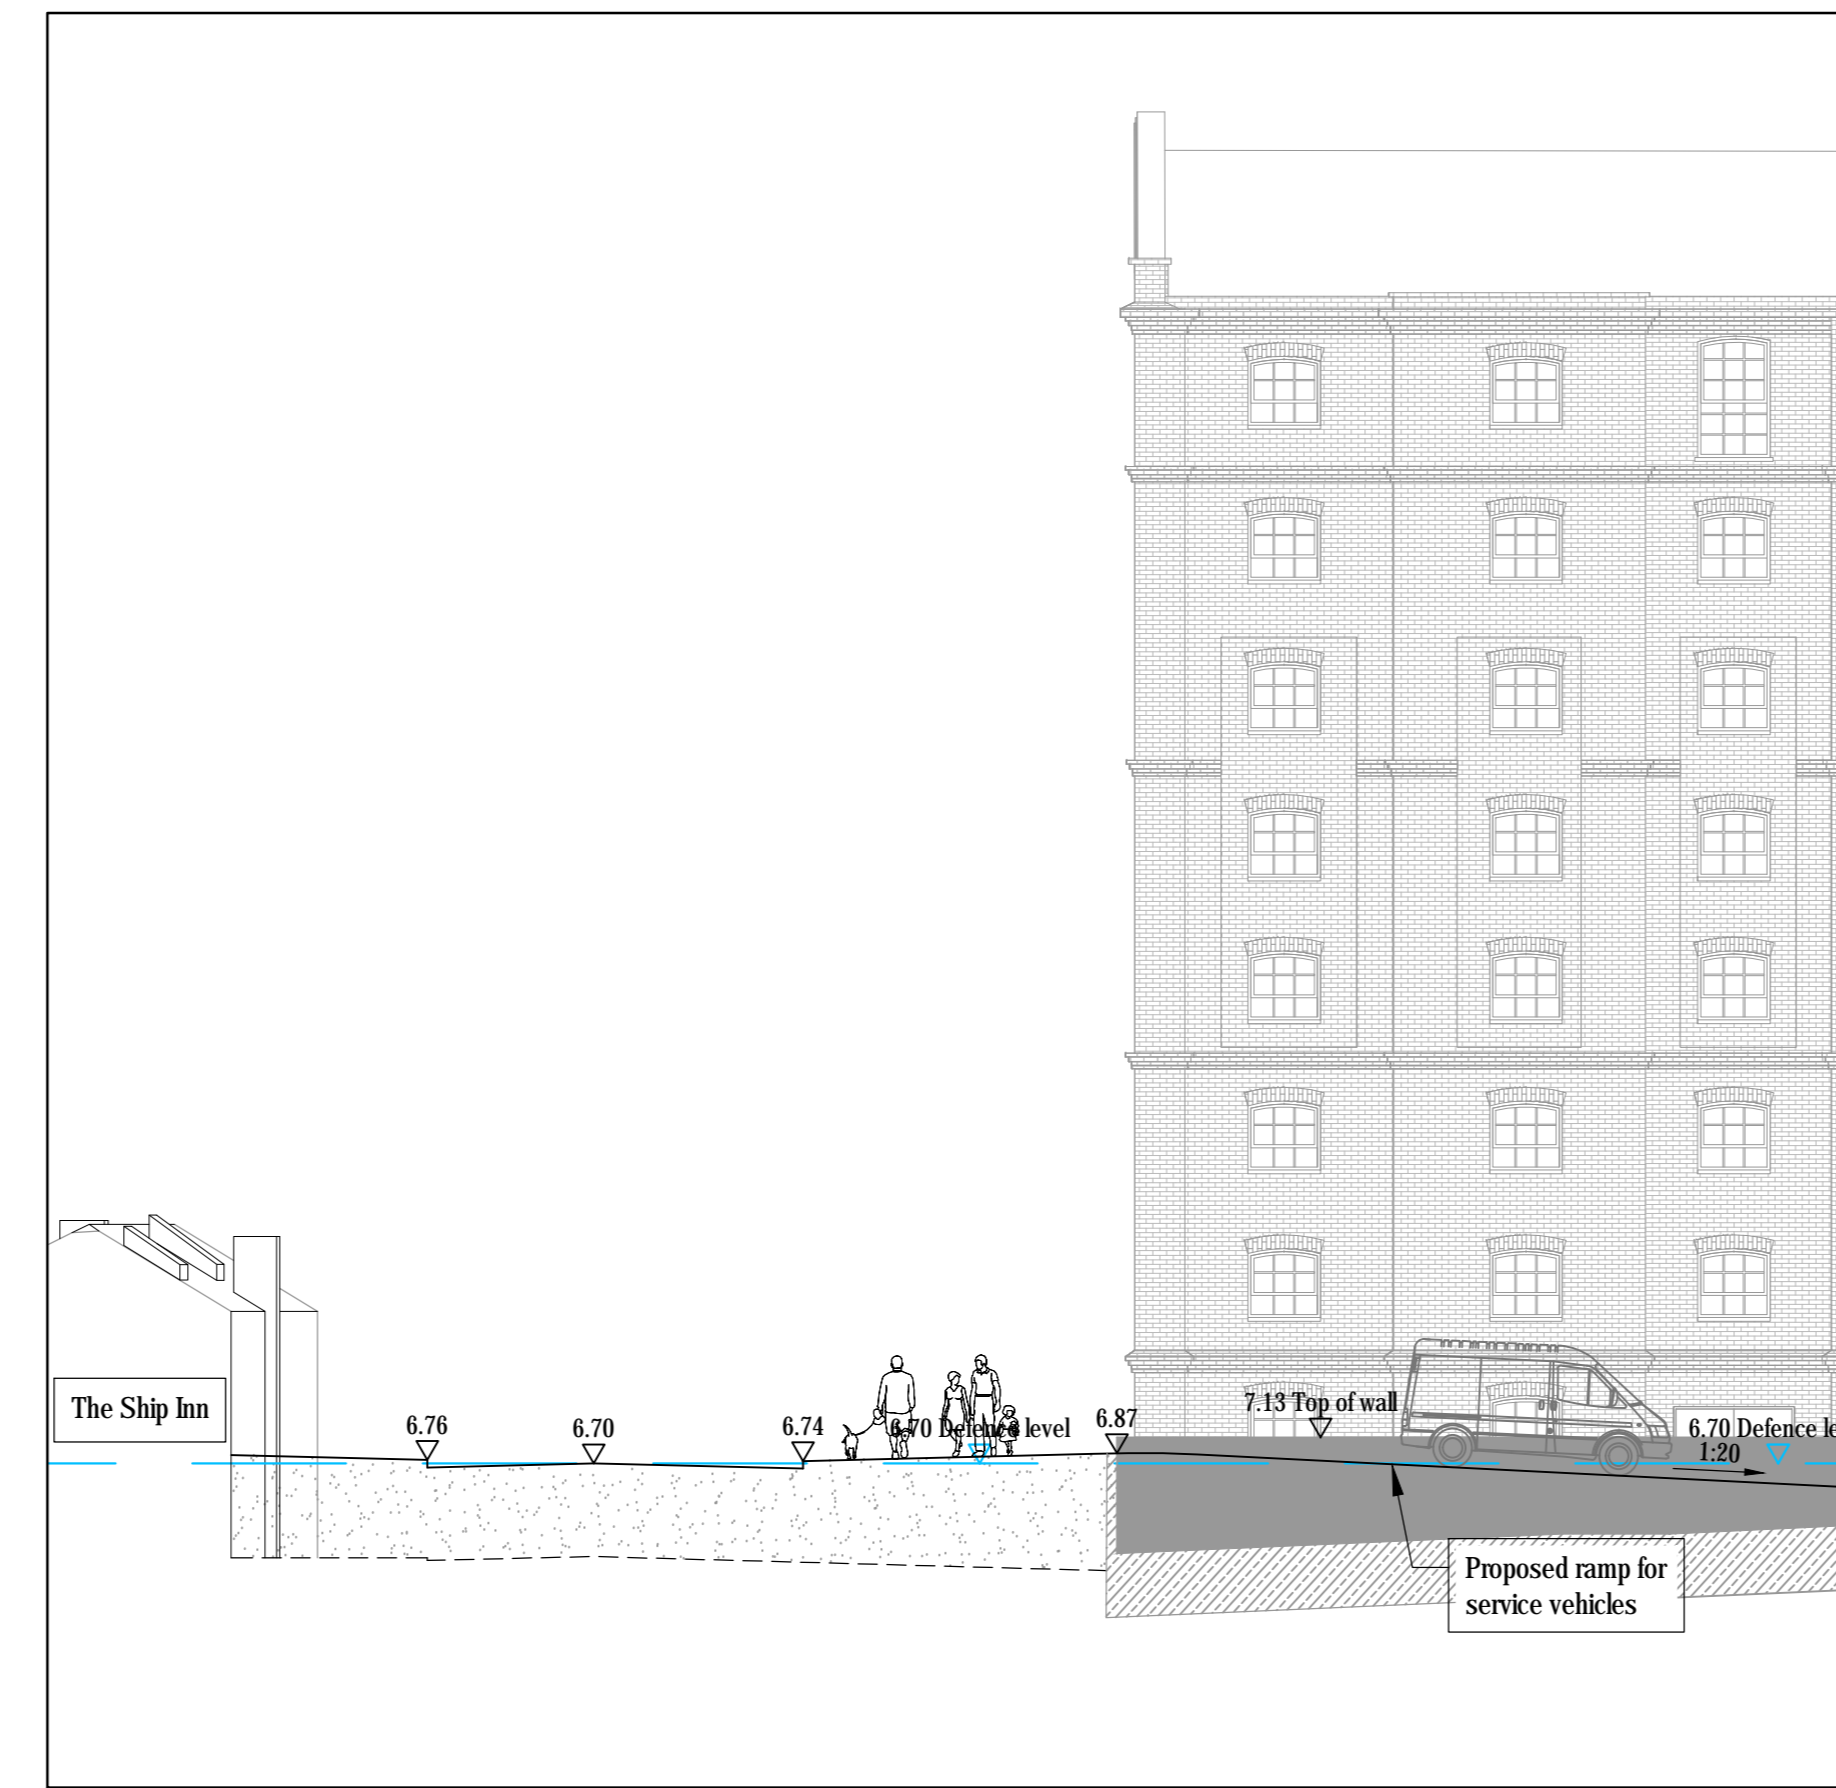 The Ship Inn
6.76
6.70
6.74
6.70 Defence level
6.87
7.13 Top of wall
6.70 Defence le
1:20
Proposed ramp for
service vehicles